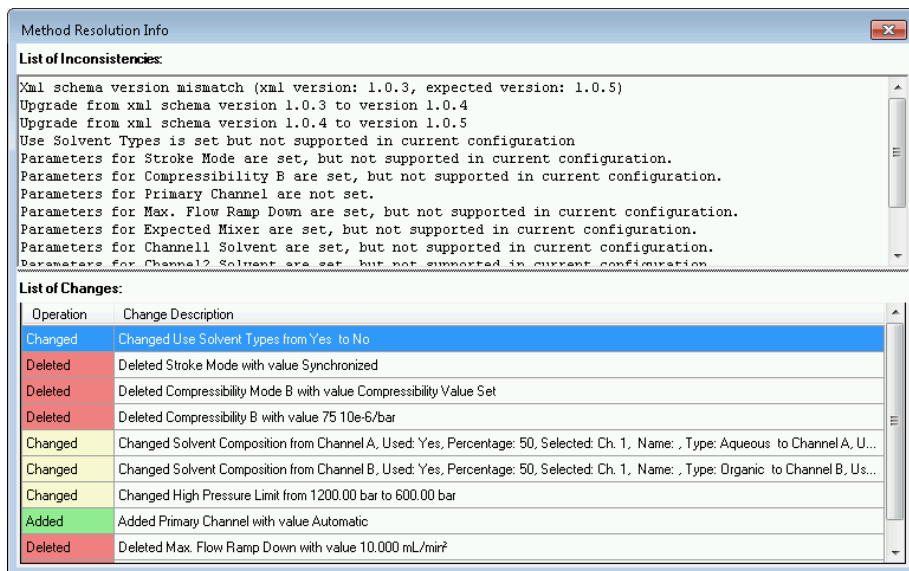 Method Resolution Info
List of Inconsistencies:
Xml schema version mismatch (xml version: 1.0.3, expected version: 1.0.5)
Upgrade from xml schema version 1.0.3 to version 1.0.4
Upgrade from xml schema version 1.0.4 to version 1.0.5
Use Solvent Types is set but not supported in current configuration
Parameters for Stroke Mode are set, but not supported in current configuration.
Parameters for Compressibility B are set, but not supported in current configuration.
Parameters for Primary Channel are not set.
Parameters for Max. Flow Ramp Down are set, but not supported in current configuration.
Parameters for Expected Mixer are set, but not supported in current configuration.
Parameters for Channel1 Solvent are set, but not supported in current configuration.
Parameters for Channel2 Solvent are set, but not supported in current configuration
List of Changes:
Operation Change Description
Changed Changed Use Solvent Types from Yes to No
Deleted Deleted Stroke Mode with value Synchronized
Deleted Deleted Compressibility Mode B with value Compressibility Value Set
Deleted Deleted Compressibility B with value 75 10e-6/bar
Changed Changed Solvent Composition from Channel A, Used: Yes, Percentage: 50, Selected: Ch. 1, Name: , Type: Aqueous to Channel A, U...
Changed Changed Solvent Composition from Channel B, Used: Yes, Percentage: 50, Selected: Ch. 1, Name: , Type: Organic to Channel B, Us...
Changed Changed High Pressure Limit from 1200.00 bar to 600.00 bar
Added Added Primary Channel with value Automatic
Deleted Deleted Max. Flow Ramp Down with value 10.000 mL/min²